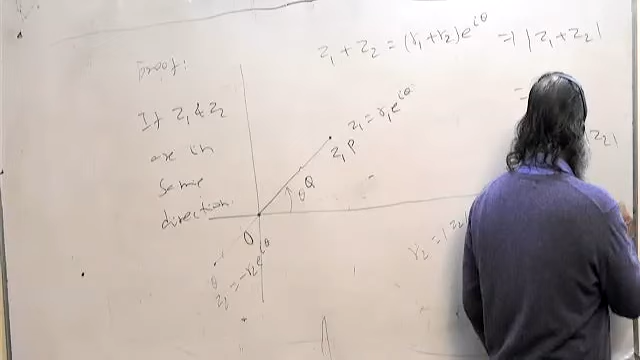 Proof:
If z₁ & z₂
are in
same
direction.
z₁ + z₂ = (r₁+r₂)e^{iθ}
⇒ |z₁+z₂|
=
z₂|
z₁ = r₁e^{iθ}
z₁ P
Q
θ
O
z₂ = -r₂e^{iθ}
r₂ = |z₂|